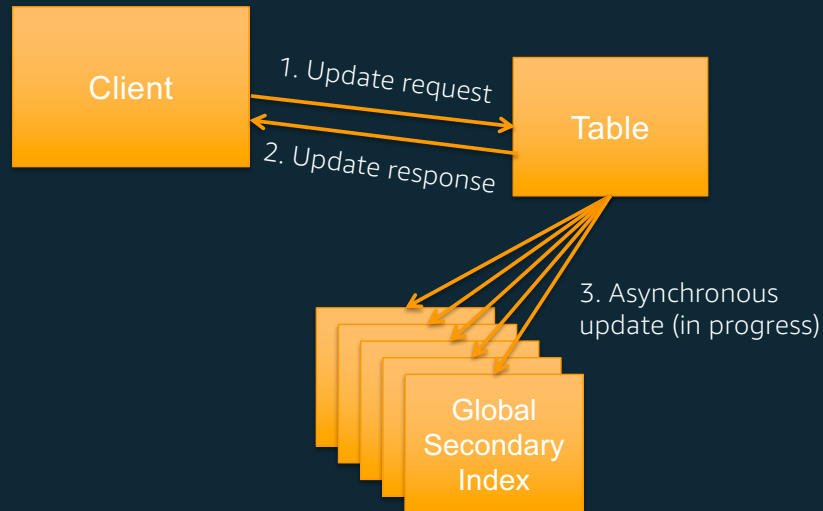 Client
1. Update request
Table
2. Update response
3. Asynchronous
update (in progress)
Global
Secondary
Index